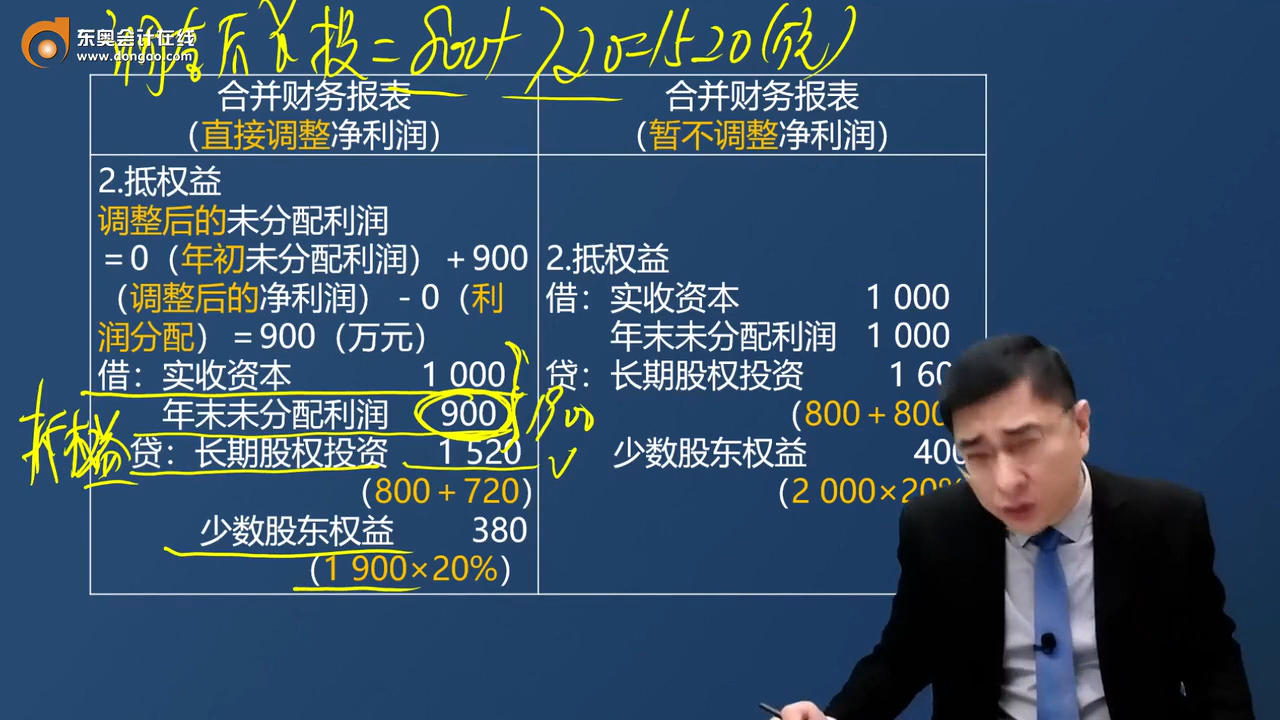 东奥会计在线
www.dongao.com
调整后长投=800+720=1520(万元)
合并财务报表
（直接调整净利润）
2.抵权益
调整后的未分配利润
＝0（年初未分配利润）＋900
（调整后的净利润）－0（利
润分配）＝900（万元）
借：实收资本 1 000
年末未分配利润 900
1900
抵权益
贷：长期股权投资 1 520
（800＋720）
少数股东权益 380
（1 900×20%）
合并财务报表
（暂不调整净利润）
2.抵权益
借：实收资本 1 000
年末未分配利润 1 000
贷：长期股权投资 1 60
（800＋800
少数股东权益 400
（2 000×20%